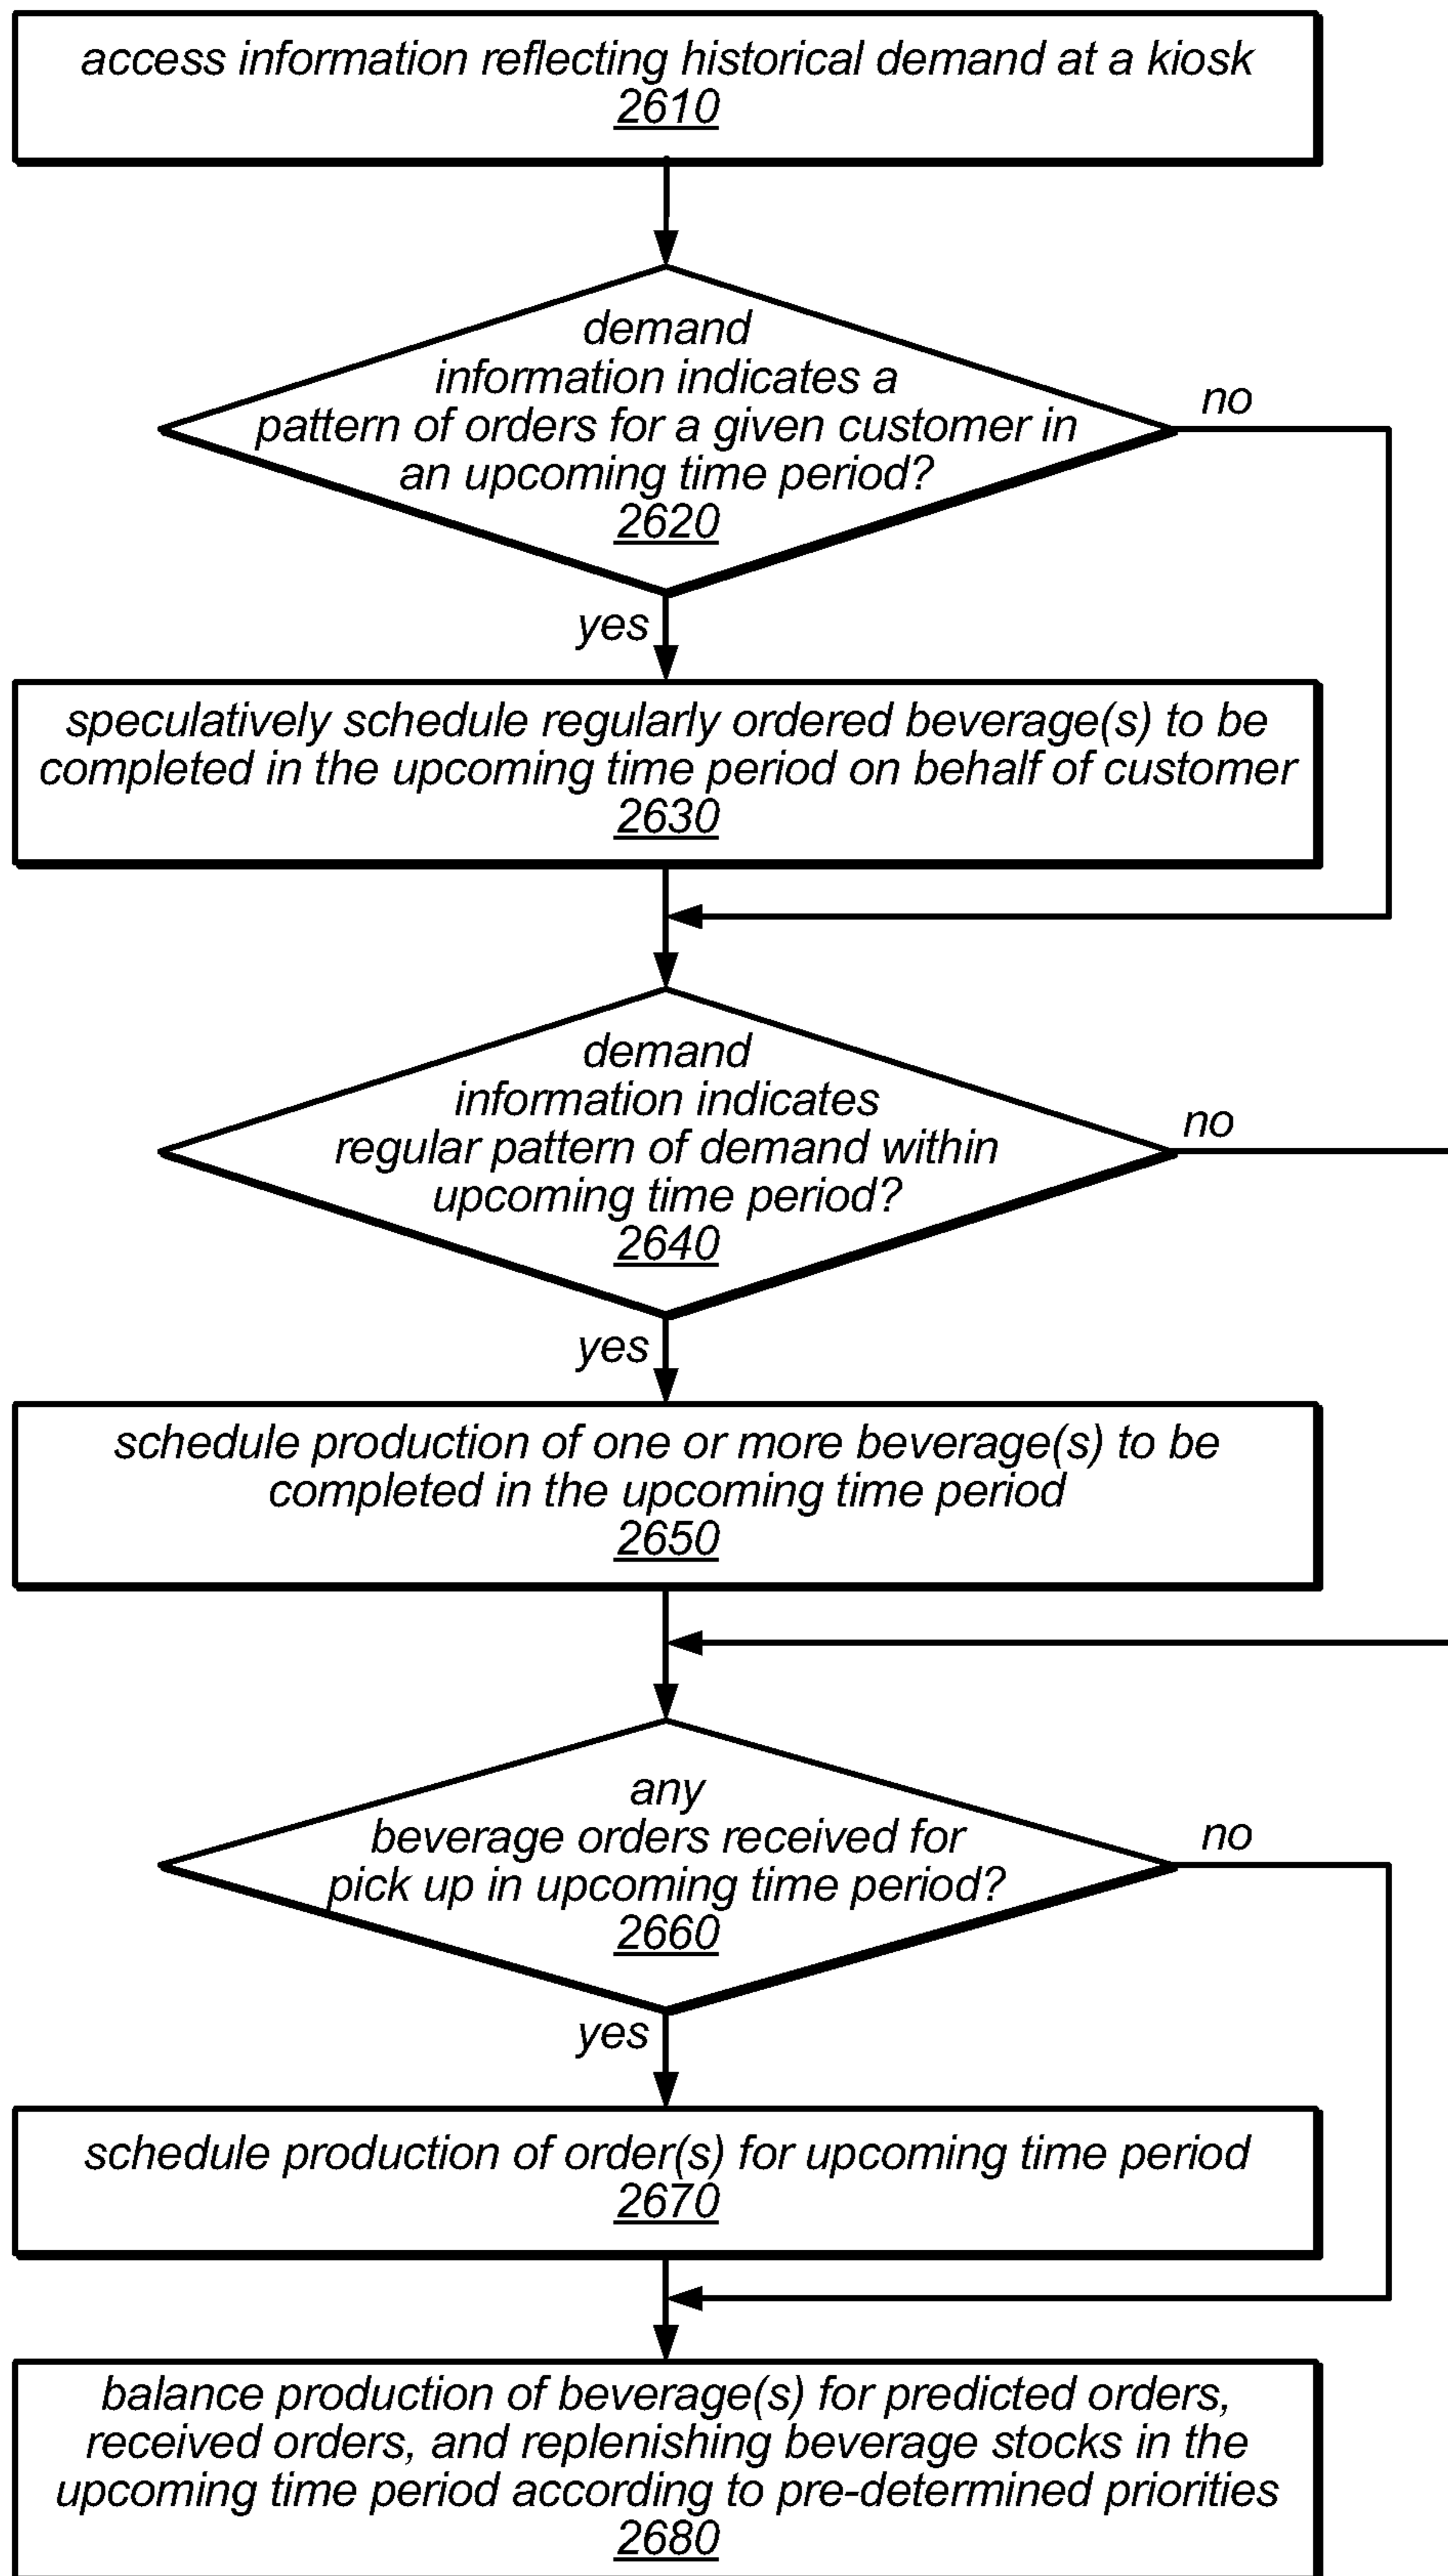 access information reflecting historical demand at a kiosk
2610
demand
information indicates a
pattern of orders for a given customer in
an upcoming time period?
2620
no
yes
speculatively schedule regularly ordered beverage(s) to be
completed in the upcoming time period on behalf of customer
2630
demand
information indicates
regular pattern of demand within
upcoming time period?
2640
no
yes
schedule production of one or more beverage(s) to be
completed in the upcoming time period
2650
any
beverage orders received for
pick up in upcoming time period?
2660
no
yes
schedule production of order(s) for upcoming time period
2670
balance production of beverage(s) for predicted orders,
received orders, and replenishing beverage stocks in the
upcoming time period according to pre-determined priorities
2680